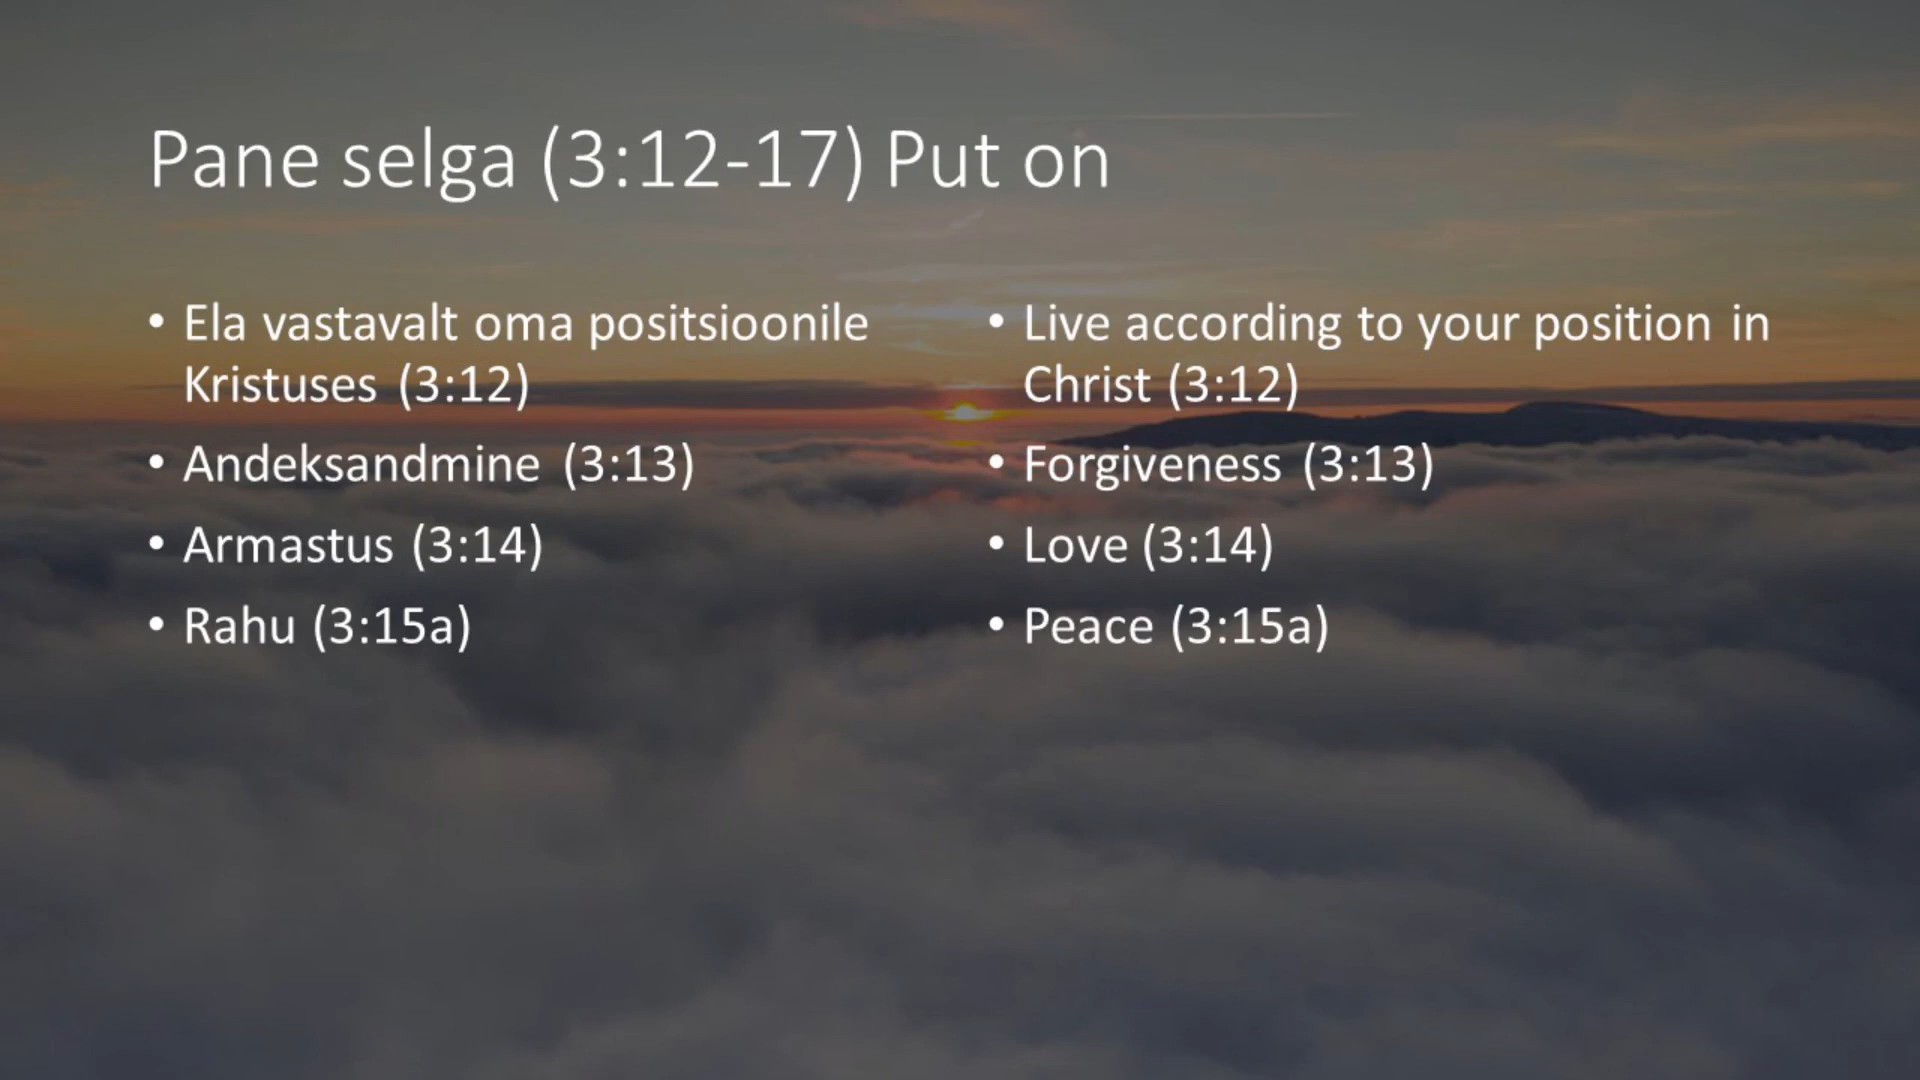 Pane selga (3:12-17) Put on
• Ela vastavalt oma positsioonile
Kristuses (3:12)
• Andeksandmine (3:13)
• Armastus (3:14)
• Rahu (3:15a)
• Live according to your position in
Christ (3:12)
• Forgiveness (3:13)
• Love (3:14)
• Peace (3:15a)